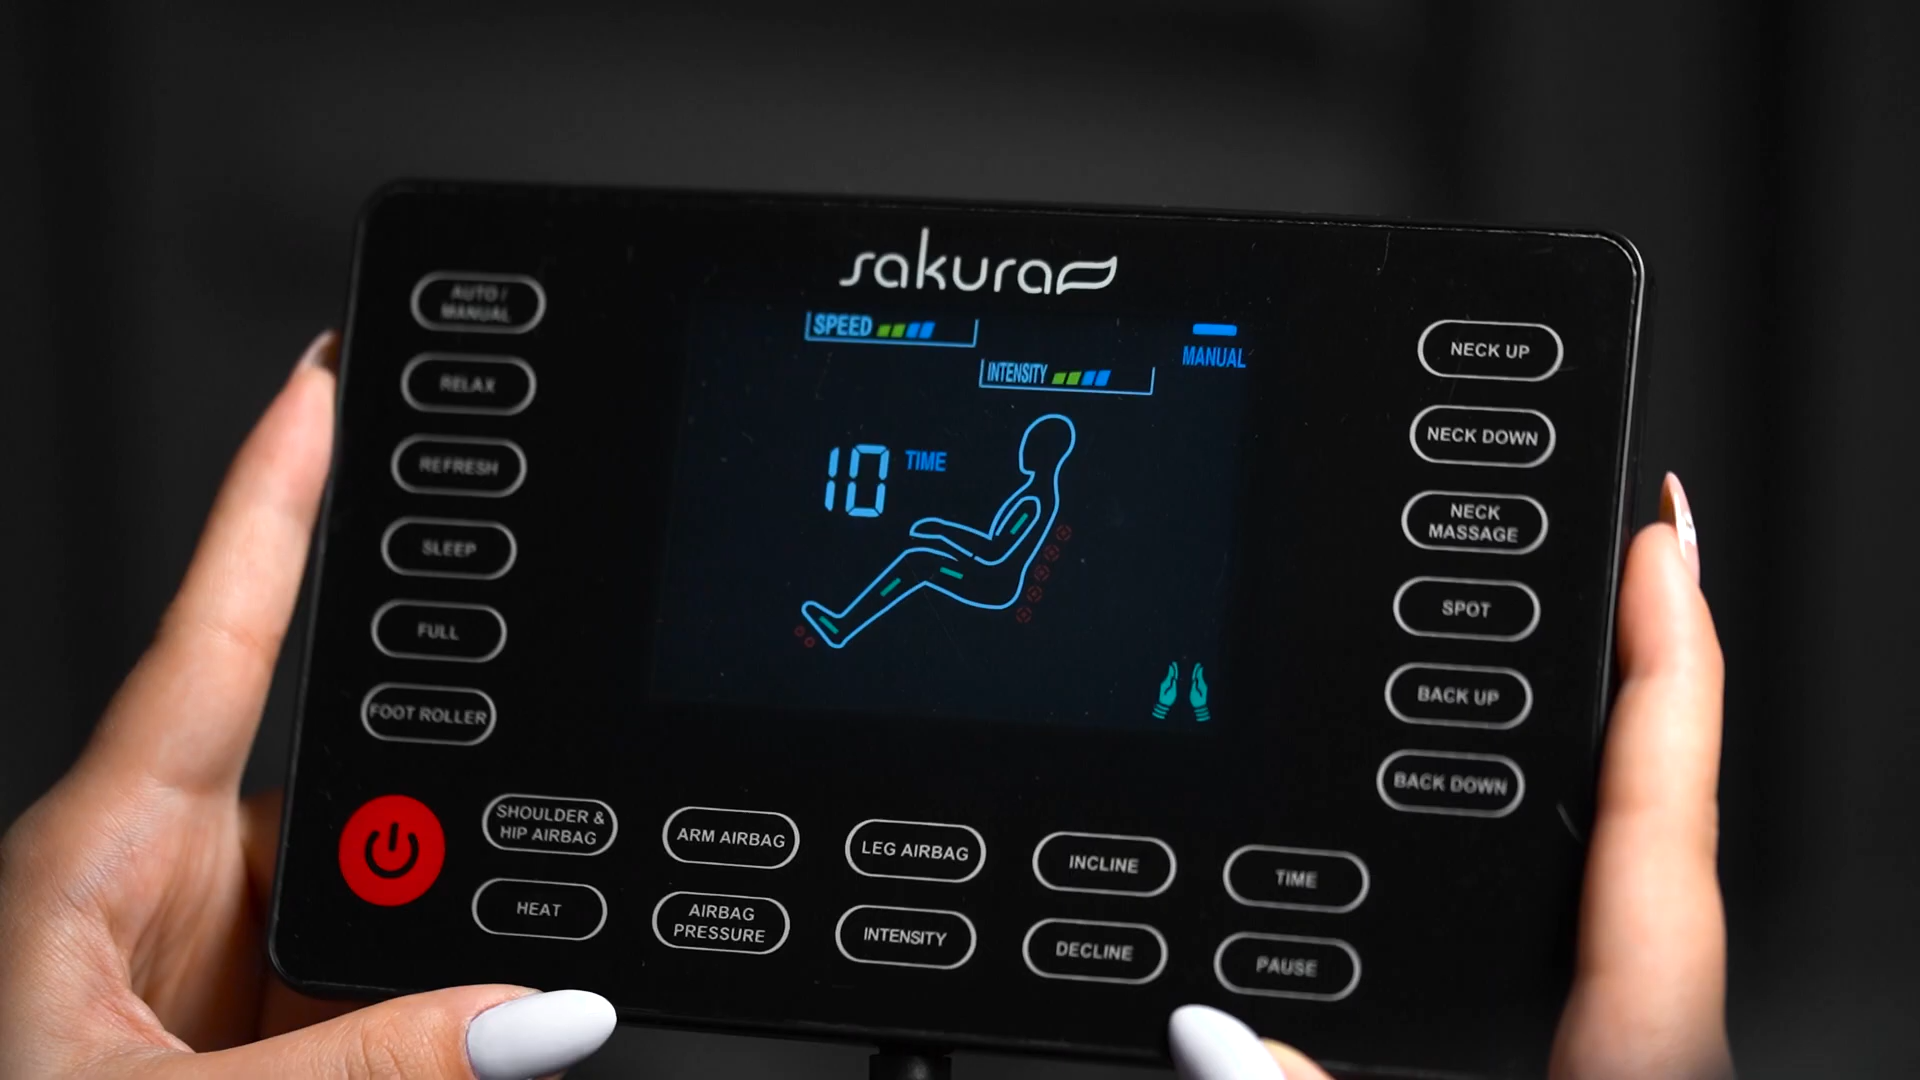 sakura
SPEED
MANUAL
INTENSITY
10 TIME
AUTO /
MANUAL
RELAX
REFRESH
SLEEP
FULL
FOOT ROLLER
NECK UP
NECK DOWN
NECK
MASSAGE
SPOT
BACK UP
BACK DOWN
SHOULDER &
HIP AIRBAG
ARM AIRBAG
LEG AIRBAG
INCLINE
TIME
HEAT
AIRBAG
PRESSURE
INTENSITY
DECLINE
PAUSE